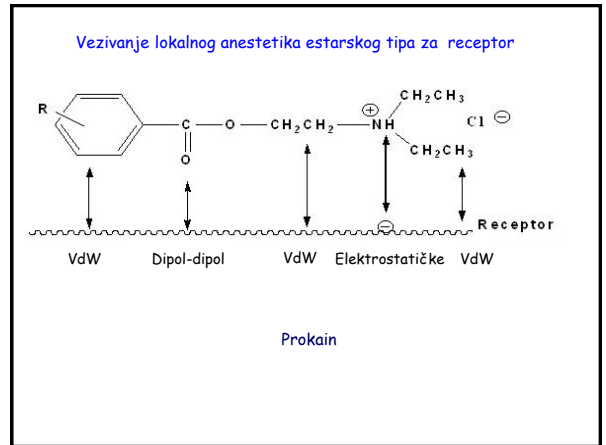 Vezivanje lokalnog anestetika estarskog tipa za receptor
R
C
O
O
CH2CH2
NH
⊕
CH2CH3
CH2CH3
Cl ⊖
⊖
Receptor
VdW Dipol-dipol VdW Elektrostatičke VdW
Prokain